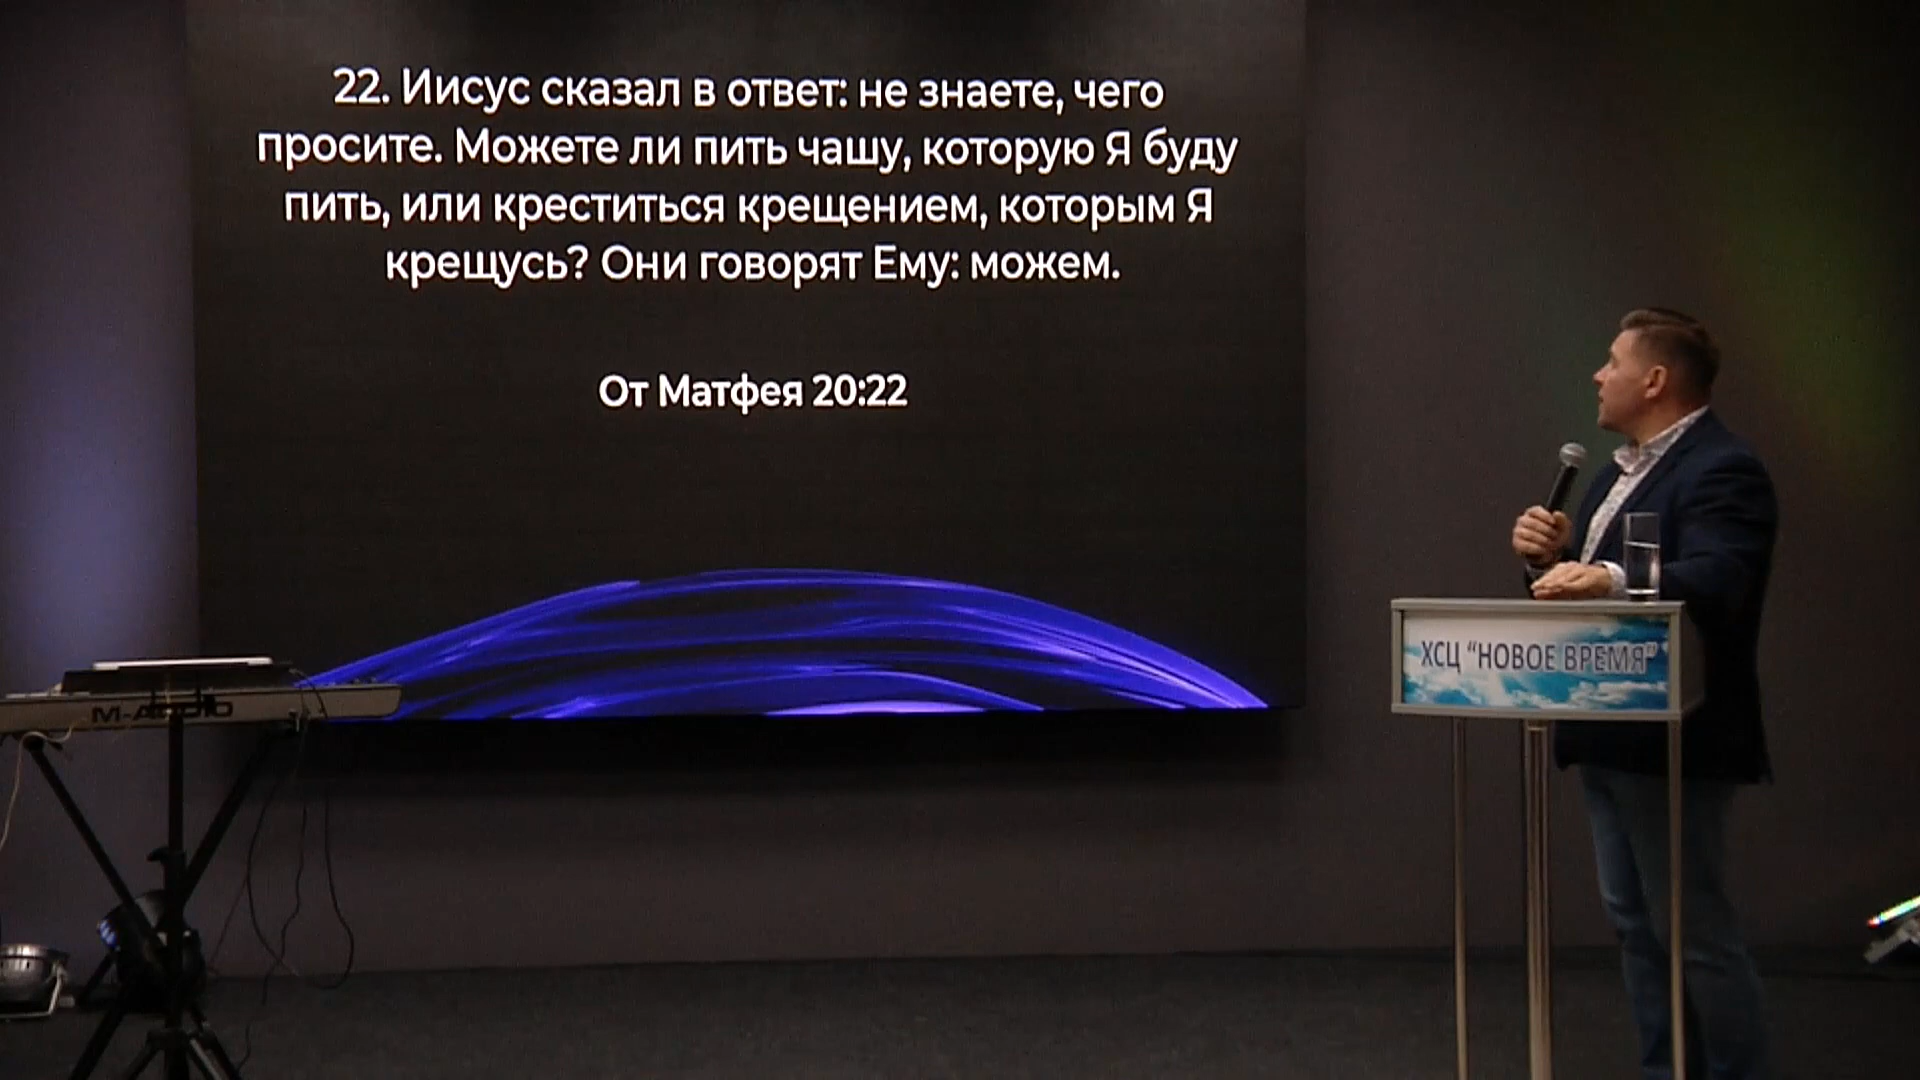 22. Иисус сказал в ответ: не знаете, чего
просите. Можете ли пить чашу, которую Я буду
пить, или креститься крещением, которым Я
крещусь? Они говорят Ему: можем.
От Матфея 20:22
ХСЦ “НОВОЕ ВРЕМЯ”
M-AUDIO